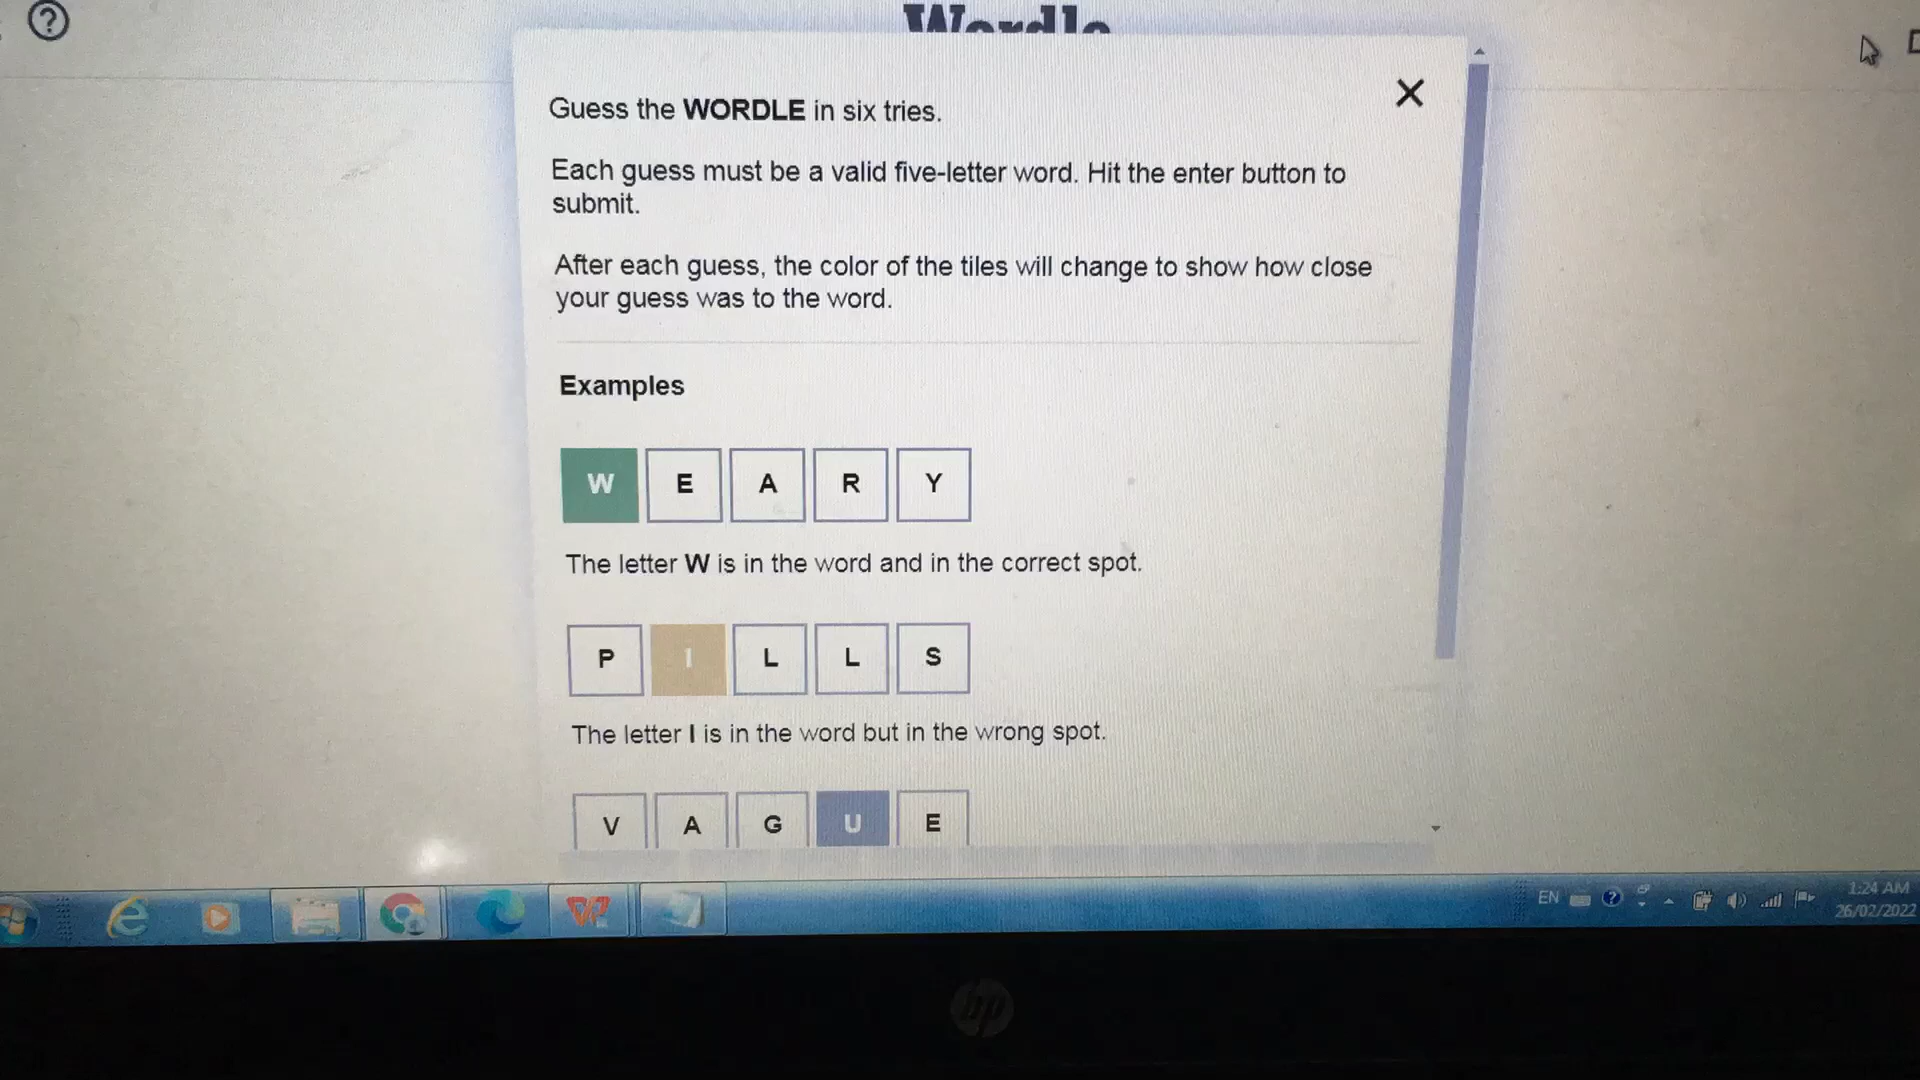 Wordle
Guess the WORDLE in six tries.
Each guess must be a valid five-letter word. Hit the enter button to
submit.
After each guess, the color of the tiles will change to show how close
your guess was to the word.
Examples
W E A R Y
The letter W is in the word and in the correct spot.
P I L L S
The letter I is in the word but in the wrong spot.
V A G U E
EN
1:24 AM
26/02/2022
hp